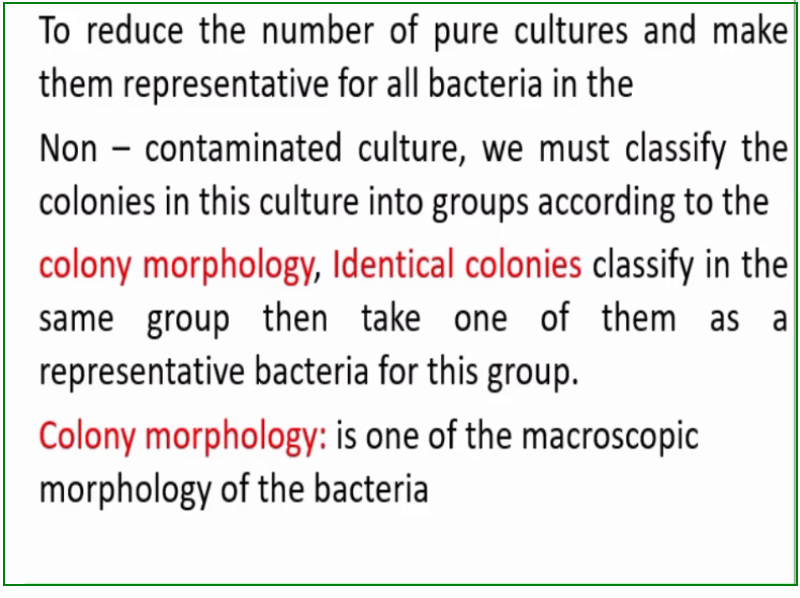 To reduce the number of pure cultures and make
them representative for all bacteria in the
Non – contaminated culture, we must classify the
colonies in this culture into groups according to the
colony morphology, Identical colonies classify in the
same group then take one of them as a
representative bacteria for this group.
Colony morphology: is one of the macroscopic
morphology of the bacteria